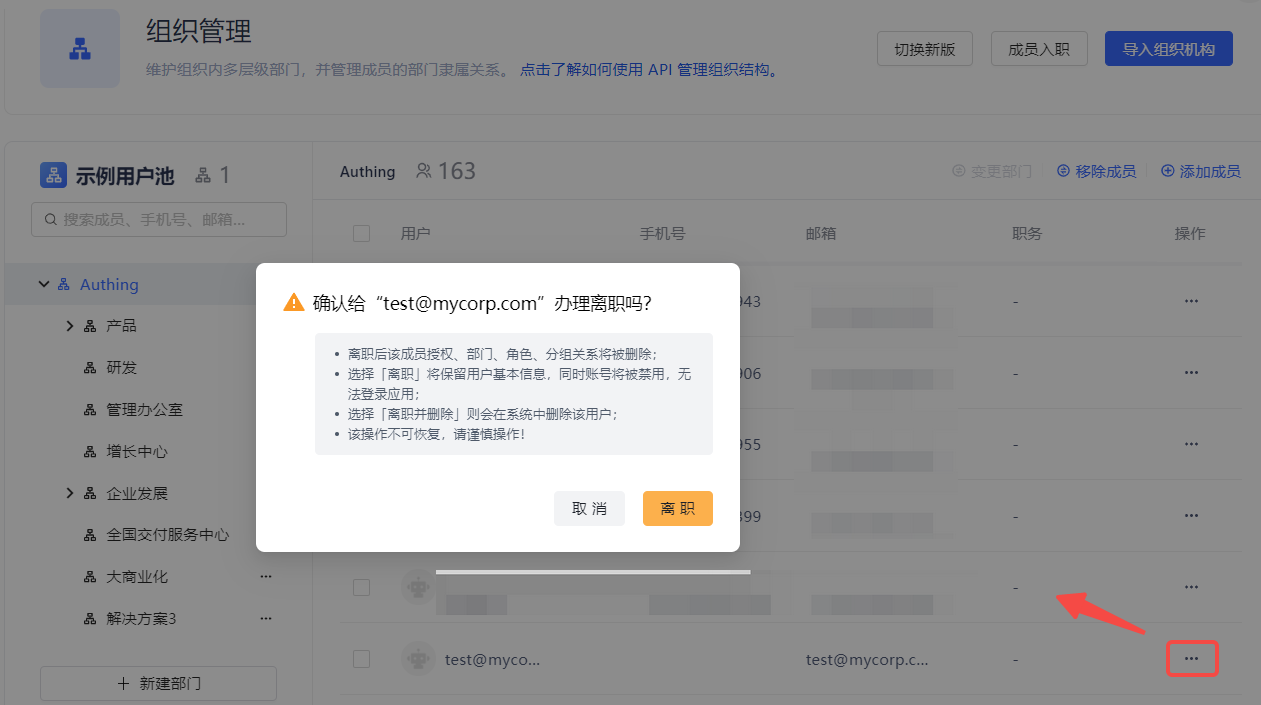 组织管理
维护组织内多层级部门，并管理成员的部门隶属关系。 点击了解如何使用 API 管理组织结构。
切换新版
成员入职
导入组织机构
示例用户池 1
搜索成员、手机号、邮箱...
Authing
产品
研发
管理办公室
增长中心
企业发展
全国交付服务中心
大商业化 ...
解决方案3 ...
新建部门
Authing 163
变更部门
移除成员
添加成员
用户 手机号 邮箱 职务 操作
943 - ...
906 - ...
955 - ...
399 - ...
- ...
test@myco... test@mycorp.c... - ...
确认给“test@mycorp.com”办理离职吗？
• 离职后该成员授权、部门、角色、分组关系将被删除；
• 选择「离职」将保留用户基本信息，同时账号将被禁用，无
法登录应用；
• 选择「离职并删除」则会在系统中删除该用户；
• 该操作不可恢复，请谨慎操作！
取 消
离 职